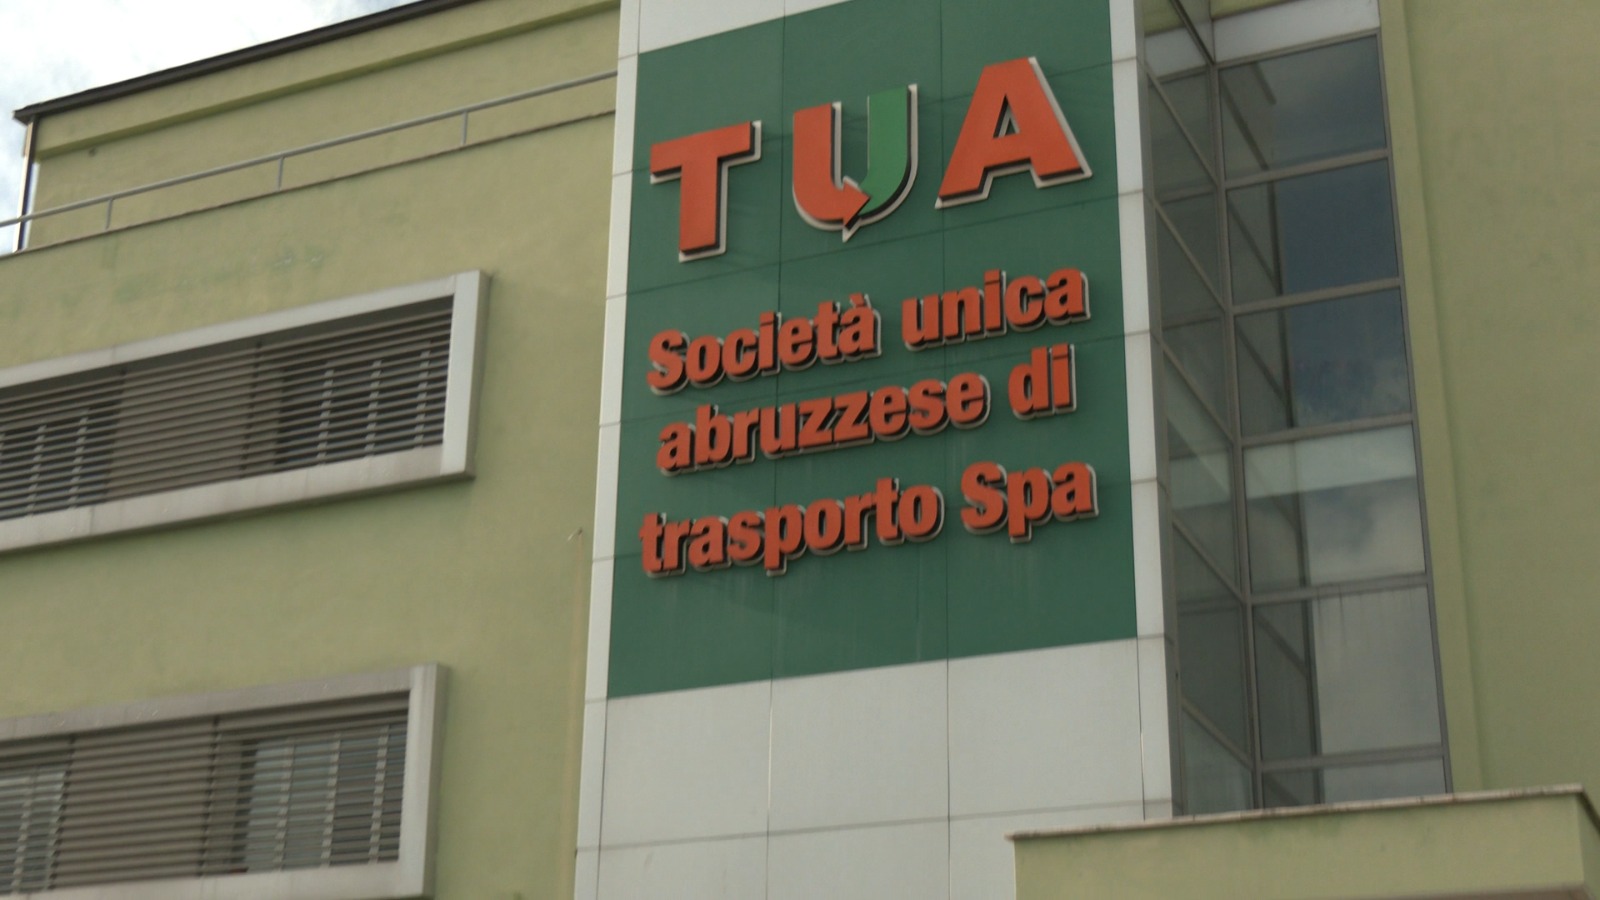 TUA
Società unica
abruzzese di
trasporto Spa